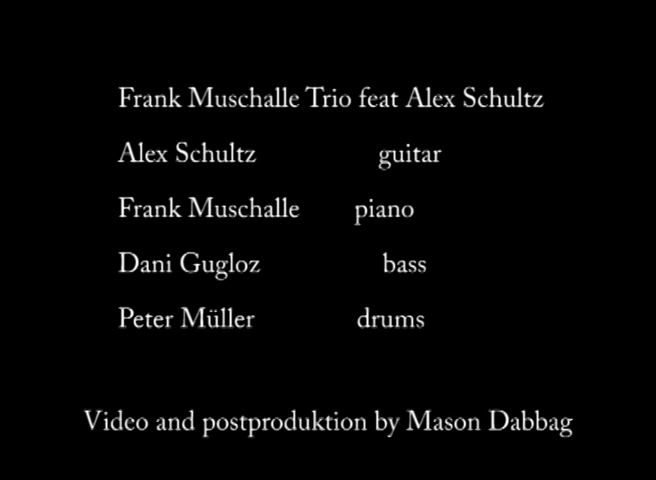 Frank Muschalle Trio feat Alex Schultz
Alex Schultz guitar
Frank Muschalle piano
Dani Gugloz bass
Peter Müller drums
Video and postproduktion by Mason Dabbag